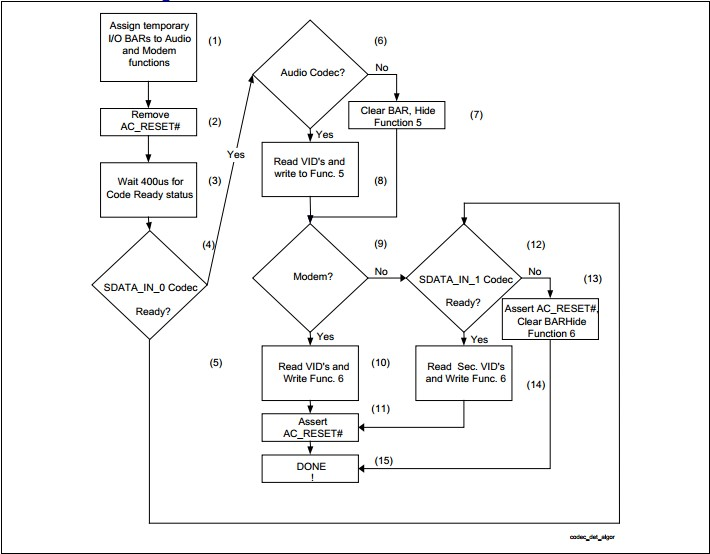 Assign temporary
I/O BARs to Audio
and Modem
functions
(1)
Remove
AC_RESET#
(2)
Wait 400us for
Code Ready status
(3)
(4)
SDATA_IN_0 Codec
Ready?
Yes
(5)
(6)
Audio Codec?
No
Clear BAR, Hide
Function 5
(7)
Yes
Read VID's and
write to Func. 5
(8)
(9)
Modem?
No
Yes
Read VID's and
Write Func. 6
(10)
(11)
Assert
AC_RESET#
DONE
!
(15)
(12)
SDATA_IN_1 Codec
Ready?
No
(13)
Assert AC_RESET#,
Clear BARHide
Function 6
Yes
Read Sec. VID's
and Write Func. 6
(14)
codec_det_algor